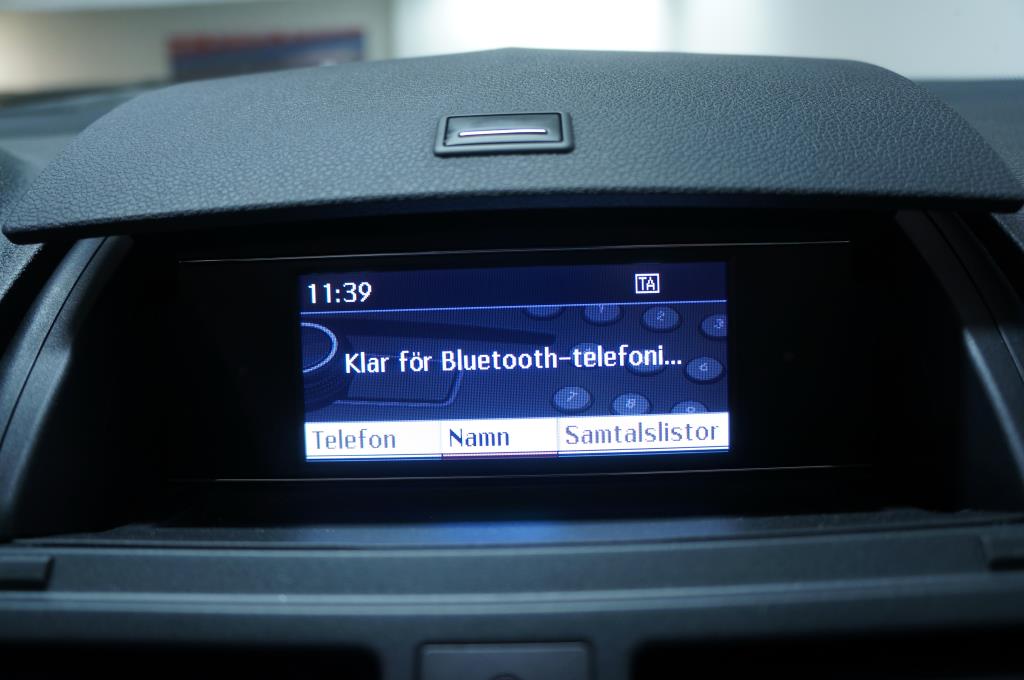 11:39 TA
Klar för Bluetooth-telefoni...
Telefon Namn Samtalslistor